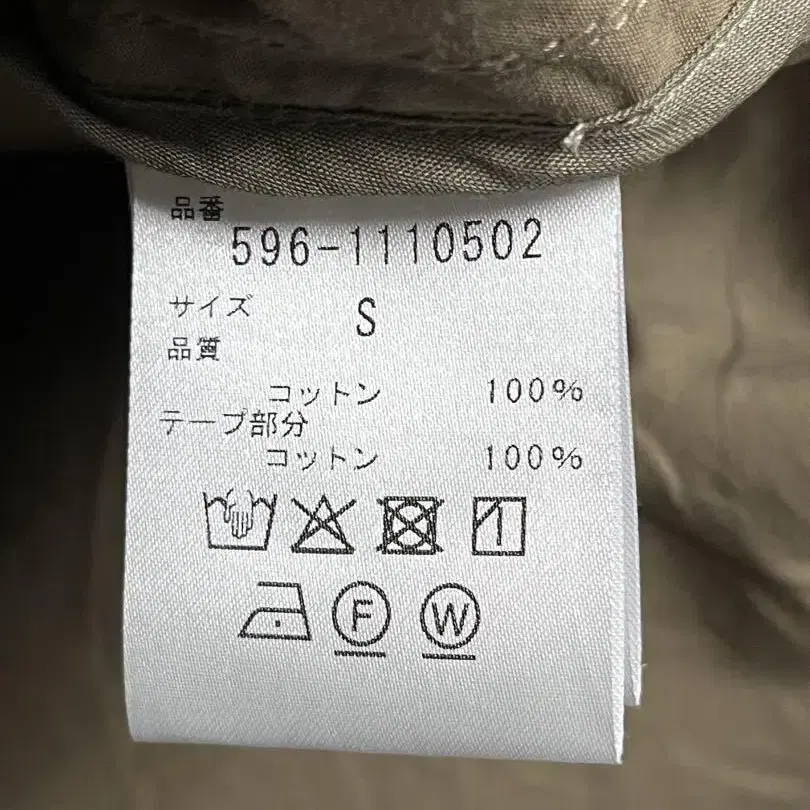 品番
596-1110502
サイズ S
品質
コットン 100%
テープ部分
コットン 100%
F W